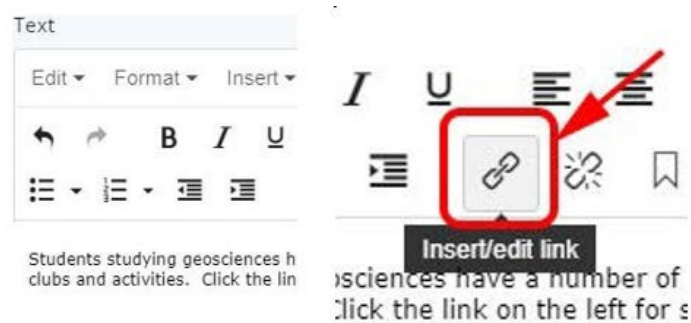 Text
Edit Format Insert
B I U
Students studying geosciences h
clubs and activities. Click the lin
I U
Insert/edit link
osciences have a number of
Click the link on the left for s